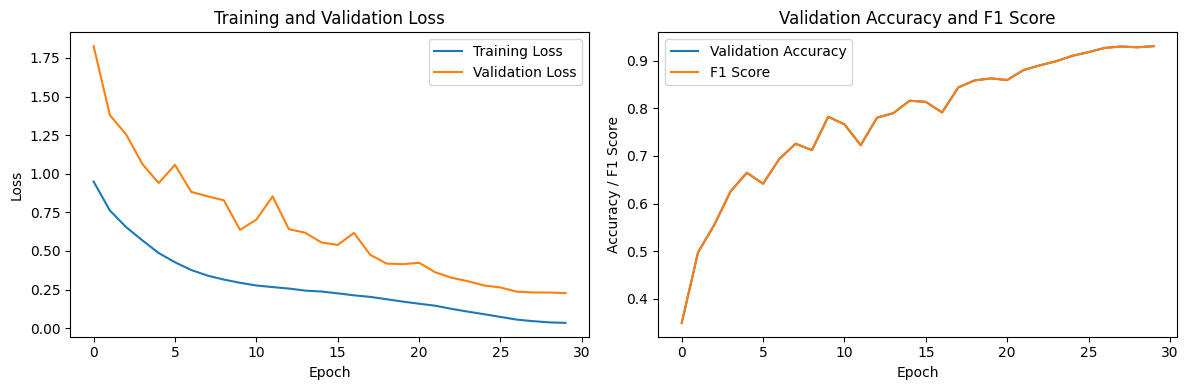 Training and Validation Loss
Training Loss
Validation Loss
Loss
1.75
1.50
1.25
1.00
0.75
0.50
0.25
0.00
0 5 10 15 20 25 30
Epoch
Validation Accuracy and F1 Score
Validation Accuracy
F1 Score
Accuracy / F1 Score
0.9
0.8
0.7
0.6
0.5
0.4
0 5 10 15 20 25 30
Epoch